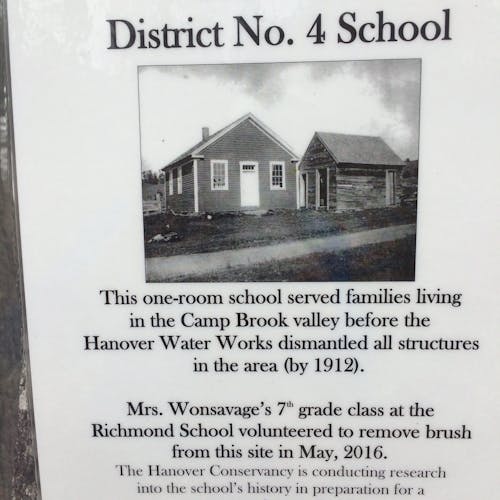 District No. 4 School
This one-room school served families living
in the Camp Brook valley before the
Hanover Water Works dismantled all structures
in the area (by 1912).
Mrs. Wonsavage's 7th grade class at the
Richmond School volunteered to remove brush
from this site in May, 2016.
The Hanover Conservancy is conducting research
into the school's history in preparation for a